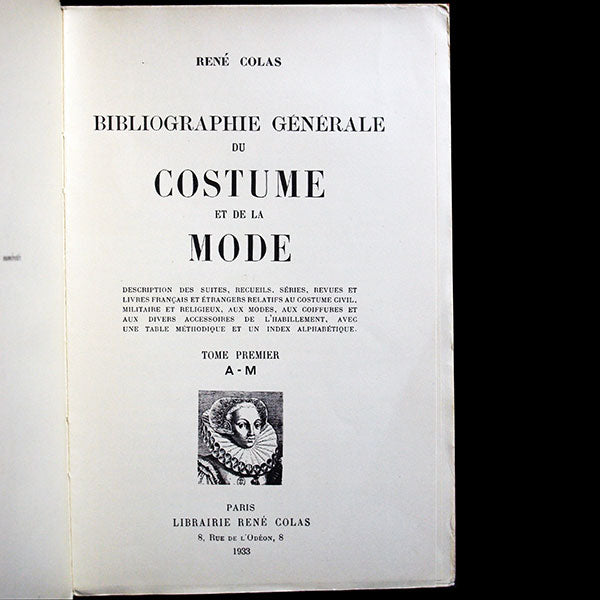 RENÉ COLAS
BIBLIOGRAPHIE GÉNÉRALE
DU
COSTUME
ET DE LA
MODE
DESCRIPTION DES SUITES, RECUEILS, SÉRIES, REVUES ET
LIVRES FRANÇAIS ET ÉTRANGERS RELATIFS AU COSTUME CIVIL,
MILITAIRE ET RELIGIEUX, AUX MODES, AUX COIFFURES ET
AUX DIVERS ACCESSOIRES DE L'HABILLEMENT, AVEC
UNE TABLE MÉTHODIQUE ET UN INDEX ALPHABÉTIQUE.
TOME PREMIER
A - M
PARIS
LIBRAIRIE RENÉ COLAS
8, RUE DE L'ODÉON, 8
1933